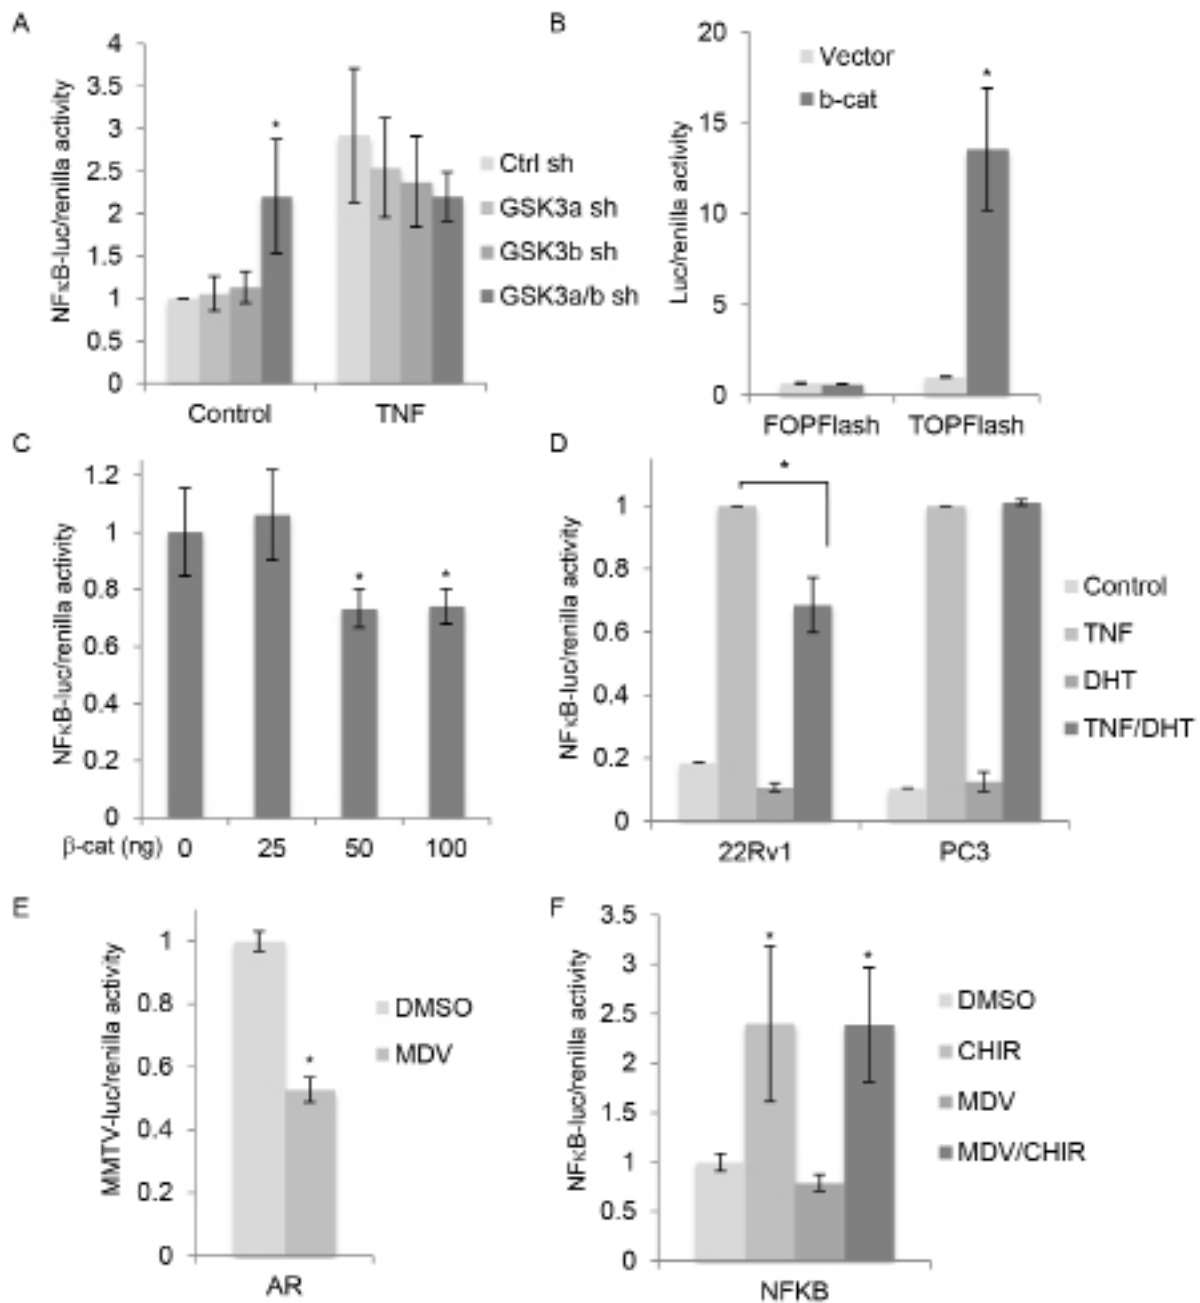 A
NFκB-luc/renilla activity
4
3.5
3
2.5
2
1.5
1
0.5
0
*
Control
TNF
Ctrl sh
GSK3a sh
GSK3b sh
GSK3a/b sh
B
Luc/renilla activity
20
15
10
5
0
Vector
b-cat
*
FOPFlash
TOPFlash
C
NFκB-luc/renilla activity
1.2
1
0.8
0.6
0.4
0.2
0
*
*
β-cat (ng) 0 25 50 100
D
NFκB-luc/renilla activity
1
0.8
0.6
0.4
0.2
0
*
22Rv1
PC3
Control
TNF
DHT
TNF/DHT
E
MMTV-luc/renilla activity
1
0.8
0.6
0.4
0.2
0
*
AR
DMSO
MDV
F
NFκB-luc/renilla activity
3.5
3
2.5
2
1.5
1
0.5
0
*
*
NFKB
DMSO
CHIR
MDV
MDV/CHIR